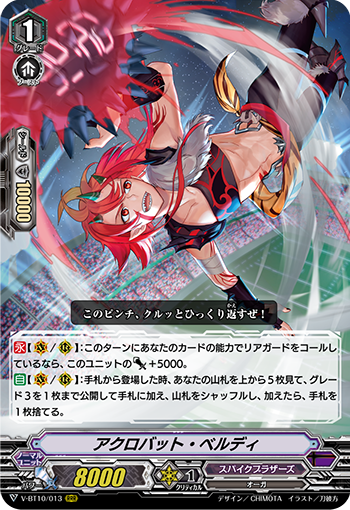 1
グレード
ブースト
シールド
10000
このピンチ、クルッとひっくり返すぜ!
かえ
永【 / 】:このターンにあなたのカードの能力でリアガードをコール
しているなら、このユニットの +5000。
自【 / 】:手札から登場した時、あなたの山札を上から5枚見て、グレー
ド3を1枚まで公開して手札に加え、山札をシャッフルし、加えたら、手札を
1枚捨てる。
アクロバット・ベルディ
ノーマル
ユニット
パワー
8000
1
クリティカル
スパイクブラザーズ
オーガ
V-BT10/013 RRR
デザイン/ CHIMOTA イラスト/刀彼方